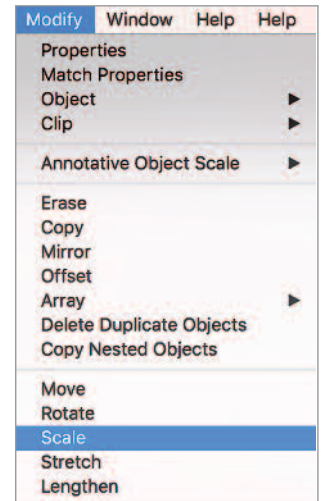 Modify Window Help Help
Properties
Match Properties
Object
Clip
Annotative Object Scale
Erase
Copy
Mirror
Offset
Array
Delete Duplicate Objects
Copy Nested Objects
Move
Rotate
Scale
Stretch
Lengthen